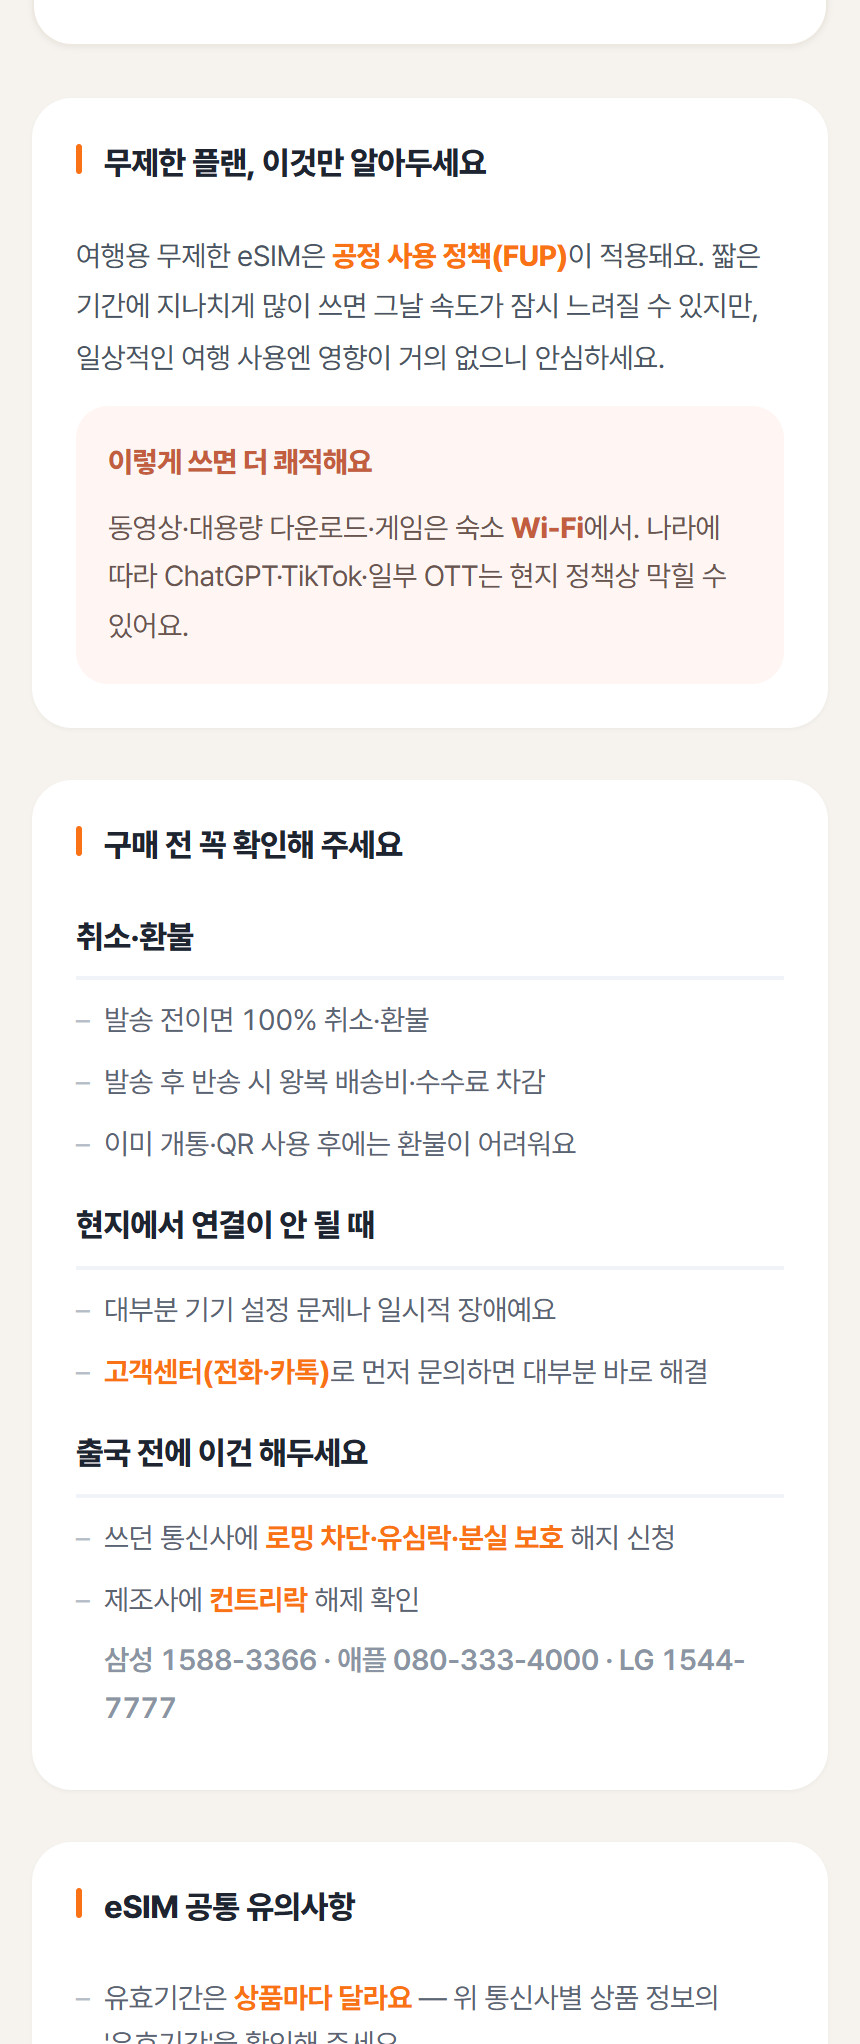 무제한 플랜, 이것만 알아두세요
여행용 무제한 eSIM은 공정 사용 정책(FUP)이 적용돼요. 짧은
기간에 지나치게 많이 쓰면 그날 속도가 잠시 느려질 수 있지만,
일상적인 여행 사용엔 영향이 거의 없으니 안심하세요.
이렇게 쓰면 더 쾌적해요
동영상·대용량 다운로드·게임은 숙소 Wi-Fi에서. 나라에
따라 ChatGPT·TikTok·일부 OTT는 현지 정책상 막힐 수
있어요.
구매 전 꼭 확인해 주세요
취소·환불
– 발송 전이면 100% 취소·환불
– 발송 후 반송 시 왕복 배송비·수수료 차감
– 이미 개통·QR 사용 후에는 환불이 어려워요
현지에서 연결이 안 될 때
– 대부분 기기 설정 문제나 일시적 장애예요
– 고객센터(전화·카톡)로 먼저 문의하면 대부분 바로 해결
출국 전에 이건 해두세요
– 쓰던 통신사에 로밍 차단·유심락·분실 보호 해지 신청
– 제조사에 컨트리락 해제 확인
삼성 1588-3366 · 애플 080-333-4000 · LG 1544-
7777
eSIM 공통 유의사항
– 유효기간은 상품마다 달라요 — 위 통신사별 상품 정보의
'유효기간'을 확인해 주세요